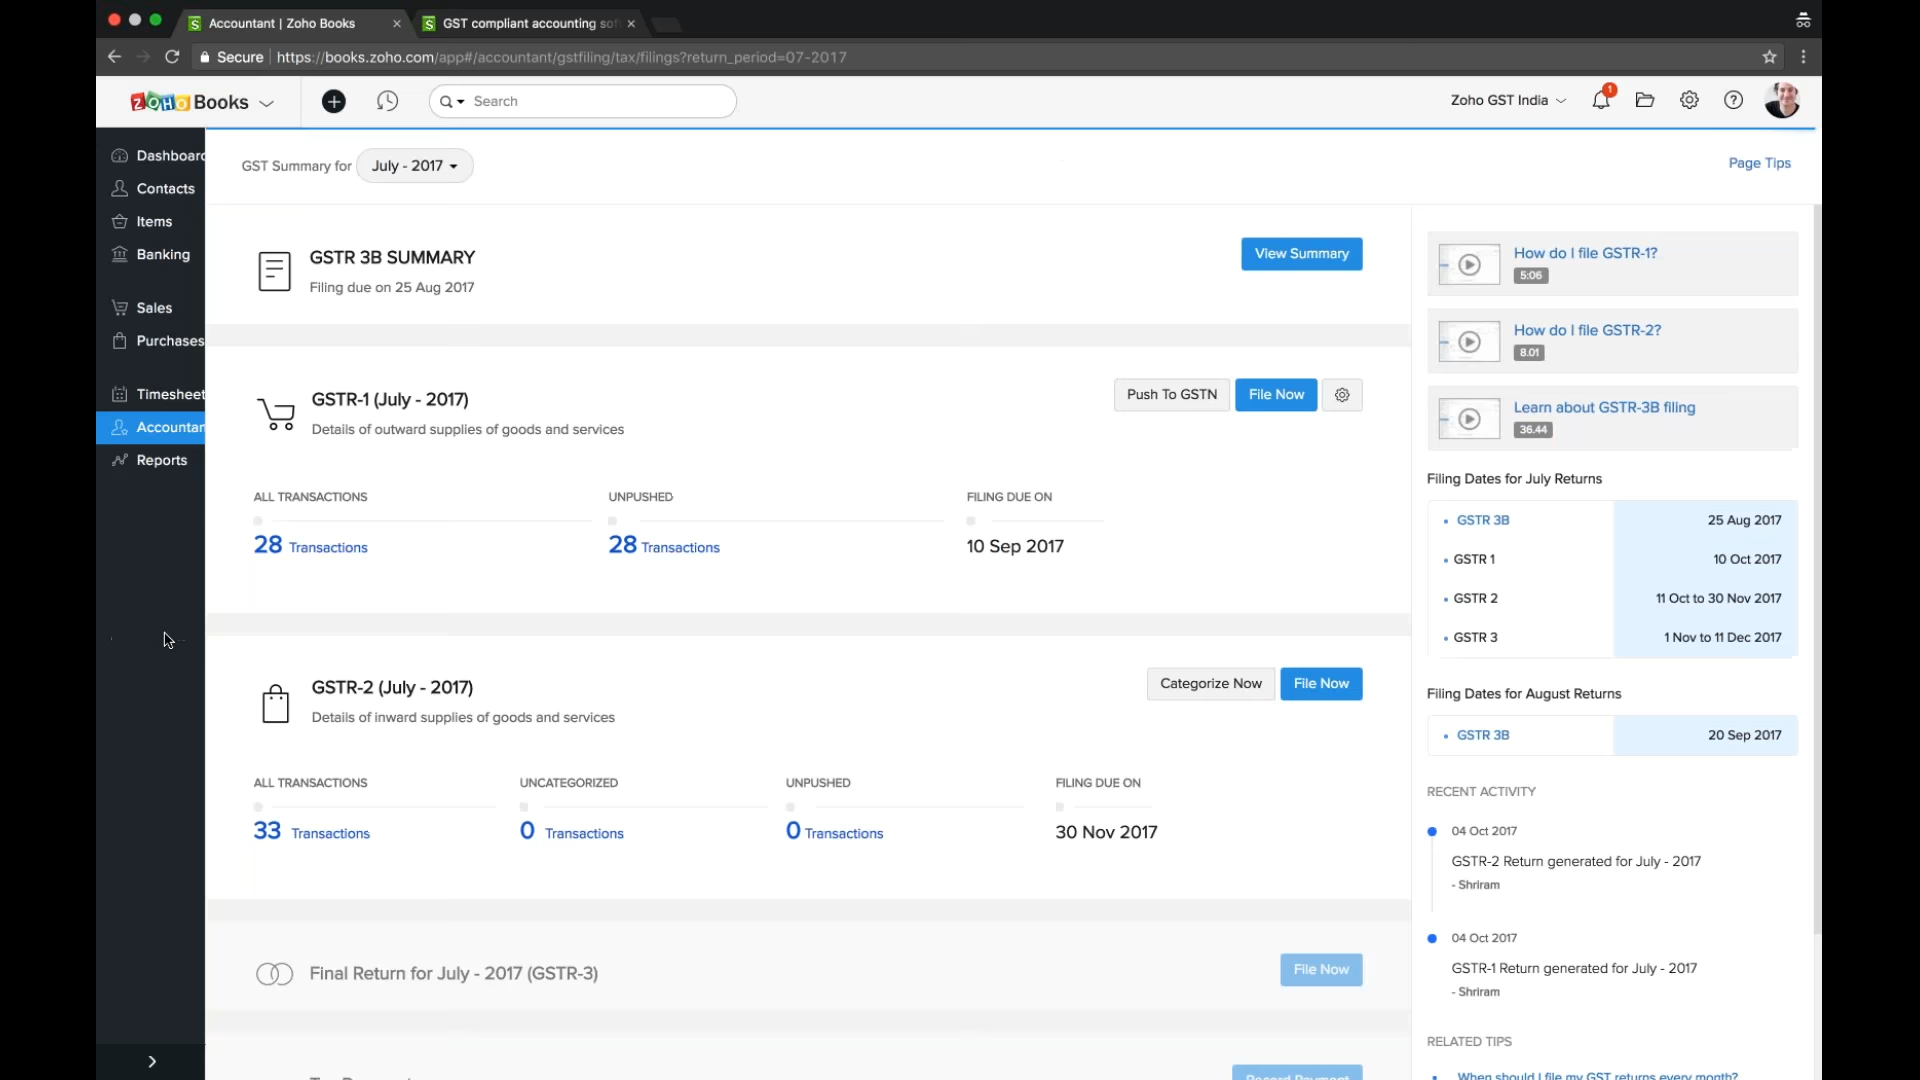 Accountant | Zoho Books
GST compliant accounting sof
Secure https://books.zoho.com/app#/accountant/gstfiling/tax/filings?return_period=07-2017
ZOHO Books
Search
Zoho GST India
1
Dashboard
Contacts
Items
Banking
Sales
Purchases
Timesheet
Accountan
Reports
GST Summary for July - 2017
Page Tips
GSTR 3B SUMMARY
Filing due on 25 Aug 2017
View Summary
GSTR-1 (July - 2017)
Details of outward supplies of goods and services
Push To GSTN
File Now
ALL TRANSACTIONS
28 Transactions
UNPUSHED
28 Transactions
FILING DUE ON
10 Sep 2017
GSTR-2 (July - 2017)
Details of inward supplies of goods and services
Categorize Now
File Now
ALL TRANSACTIONS
33 Transactions
UNCATEGORIZED
0 Transactions
UNPUSHED
0 Transactions
FILING DUE ON
30 Nov 2017
Final Return for July - 2017 (GSTR-3)
File Now
Record Payment
How do I file GSTR-1?
5:06
How do I file GSTR-2?
8.01
Learn about GSTR-3B filing
36.44
Filing Dates for July Returns
GSTR 3B 25 Aug 2017
GSTR 1 10 Oct 2017
GSTR 2 11 Oct to 30 Nov 2017
GSTR 3 1 Nov to 11 Dec 2017
Filing Dates for August Returns
GSTR 3B 20 Sep 2017
RECENT ACTIVITY
04 Oct 2017
GSTR-2 Return generated for July - 2017
- Shriram
04 Oct 2017
GSTR-1 Return generated for July - 2017
- Shriram
RELATED TIPS
When should I file my GST returns every month?